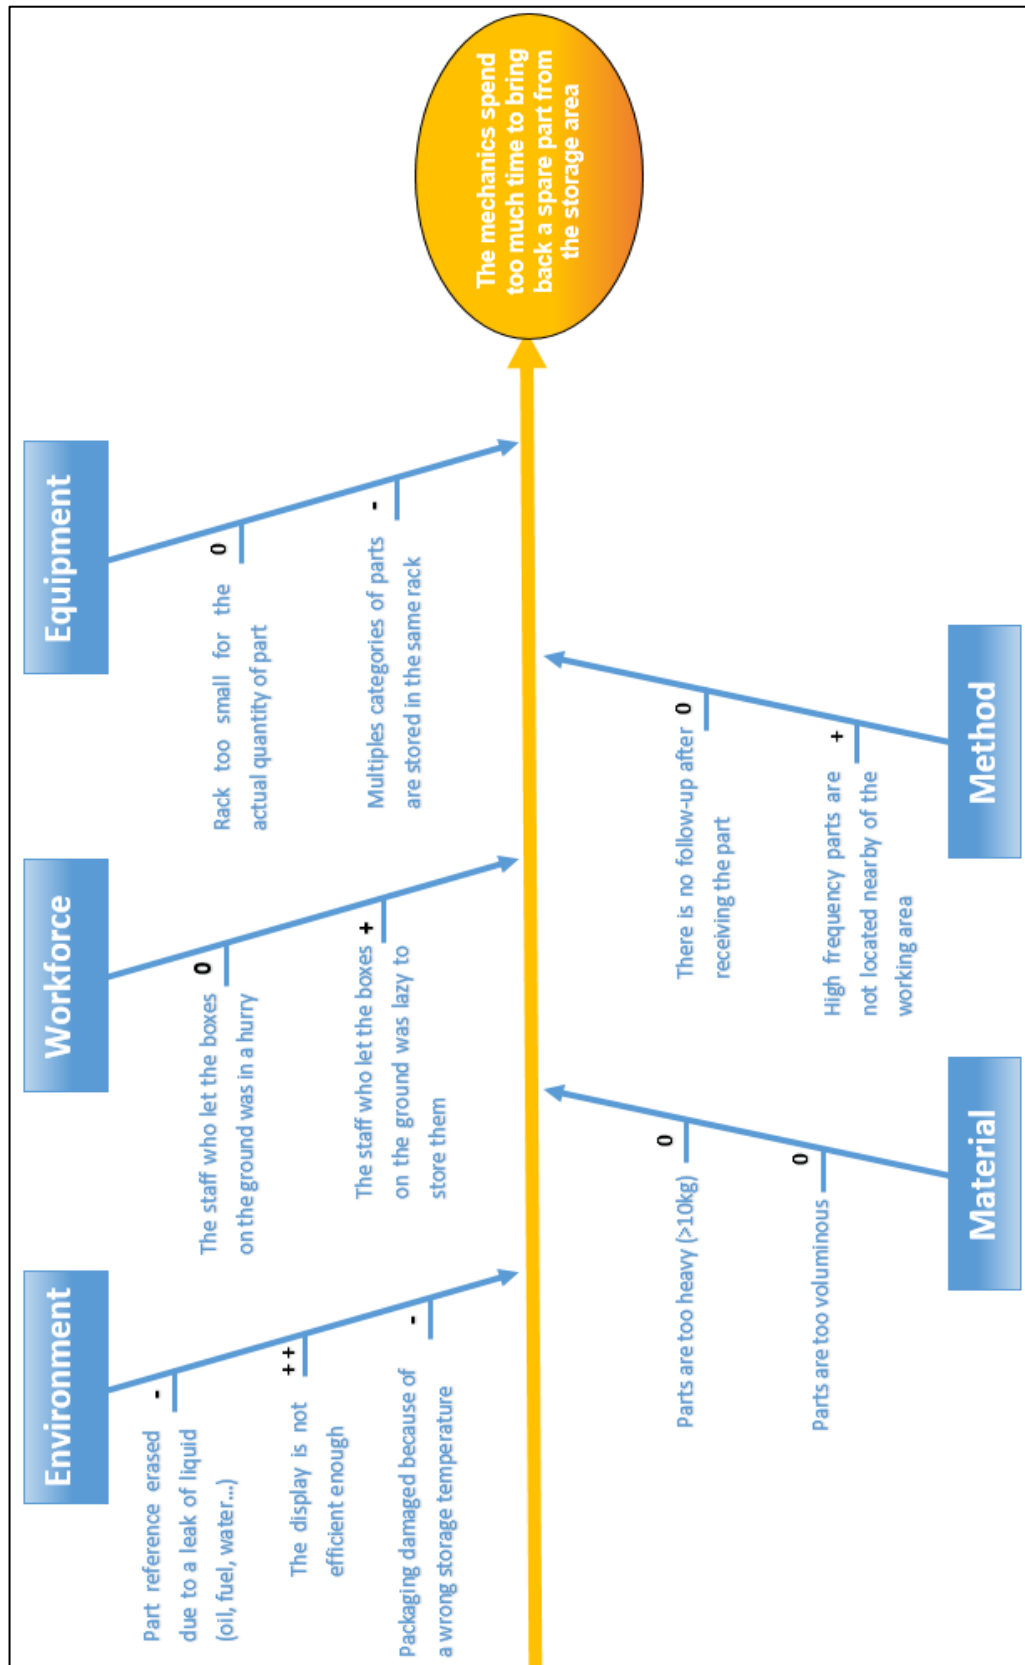 Environment
Part reference erased
due to a leak of liquid
(oil, fuel, water...)
-
The display is not
efficient enough
++
Packaging damaged because of
a wrong storage temperature
-
Workforce
The staff who let the boxes
on the ground was in a hurry
0
The staff who let the boxes
on the ground was lazy to
store them
+
Equipment
Rack too small for the
actual quantity of part
0
Multiples categories of parts
are stored in the same rack
-
The mechanics spend
too much time to bring
back a spare part from
the storage area
Parts are too heavy (>10kg)
0
Parts are too voluminous
0
Material
There is no follow-up after
receiving the part
0
High frequency parts are
not located nearby of the
working area
+
Method